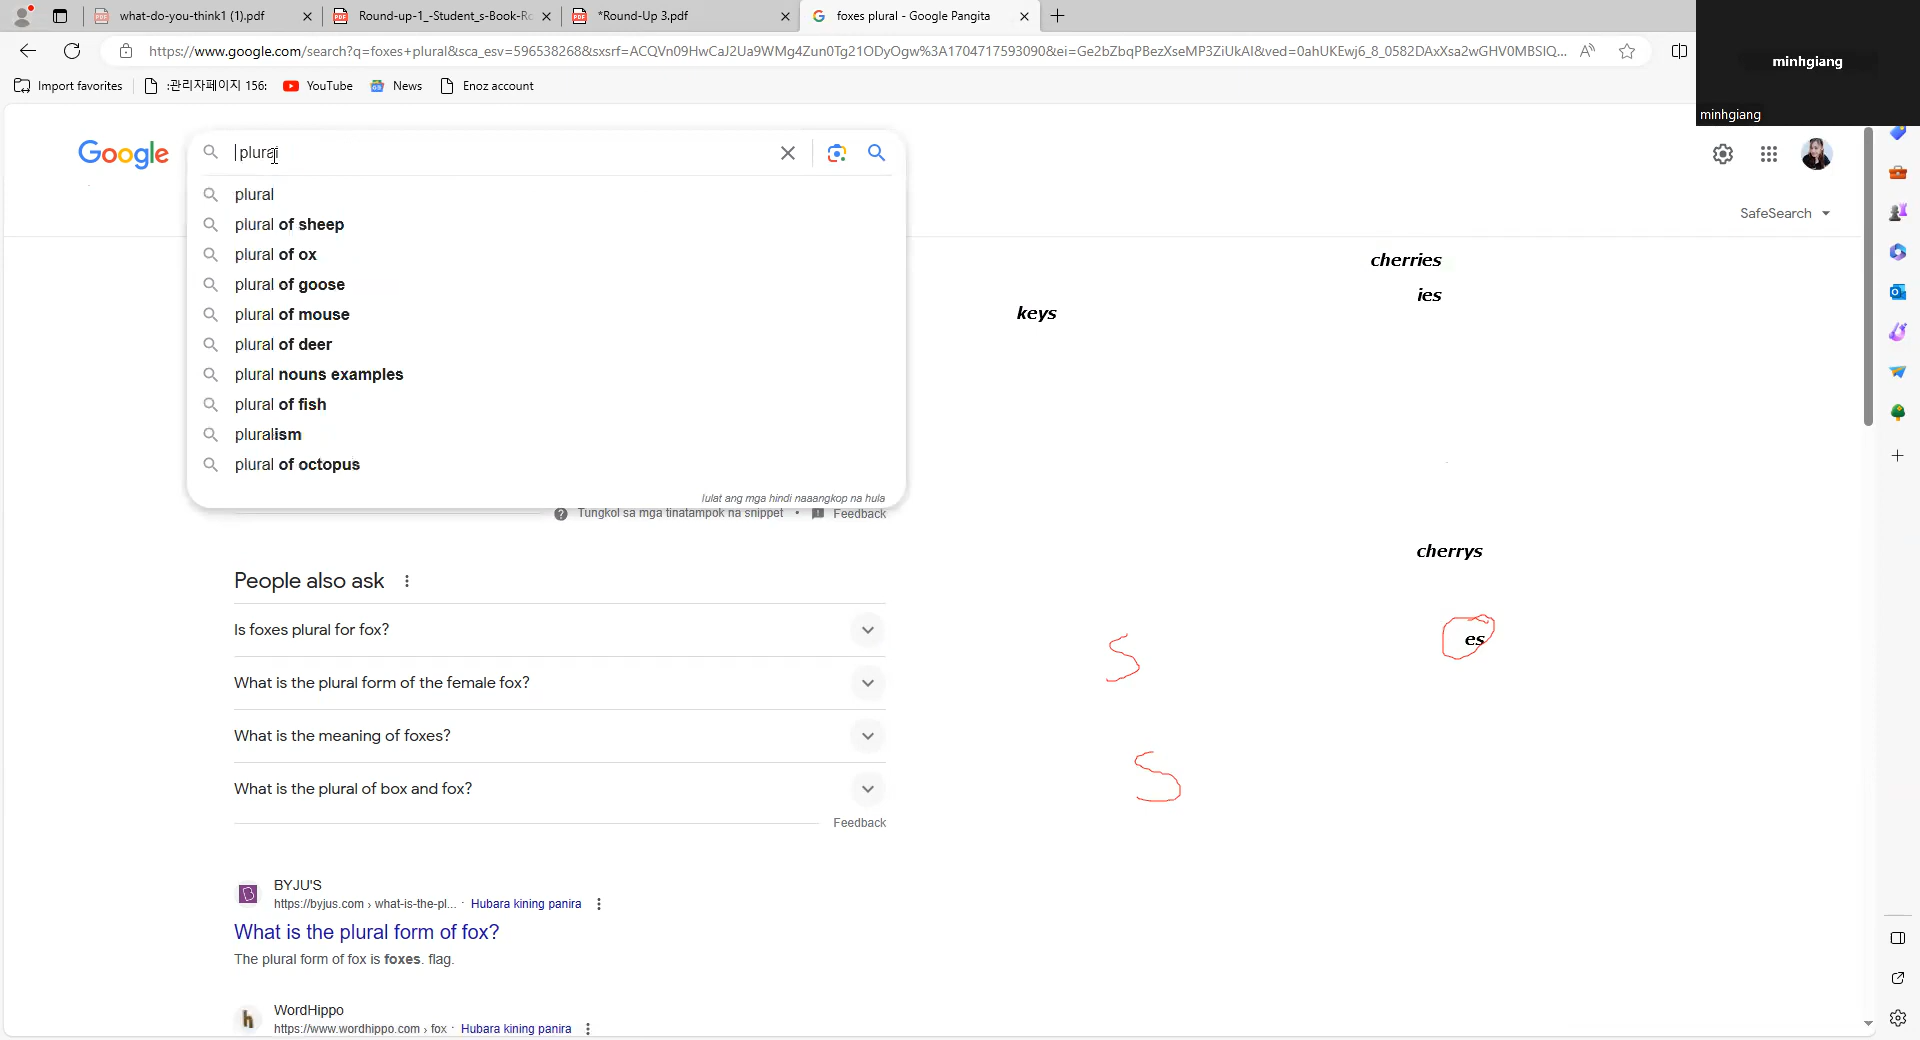 what-do-you-think1 (1).pdf
Round-up-1_-Student_s-Book-Ro
*Round-Up 3.pdf
foxes plural - Google Pangita
https://www.google.com/search?q=foxes+plural&sca_esv=596538268&sxsrf=ACQVn09HwCaJ2Ua9WMg4Zun0Tg21ODyOgw%3A1704717593090&ei=Ge2bZbqPBezXseMP3ZiUkAI&ved=0ahUKEwj6_8_0582DAxXsa2wGHV0MBSIQ...
minhgiang
minhgiang
Import favorites
:관리자페이지 156:
YouTube
News
Enoz account
Google
plural
SafeSearch
plural
plural of sheep
plural of ox
plural of goose
plural of mouse
plural of deer
plural nouns examples
plural of fish
pluralism
plural of octopus
Iulat ang mga hindi naaangkop na hula
Tungkol sa mga tinatampok na snippet • Feedback
cherries
ies
keys
cherrys
es
S
S
People also ask
Is foxes plural for fox?
What is the plural form of the female fox?
What is the meaning of foxes?
What is the plural of box and fox?
Feedback
BYJU'S
https://byjus.com › what-is-the-pl... · Hubara kining panira
What is the plural form of fox?
The plural form of fox is foxes. flag.
WordHippo
https://www.wordhippo.com › fox · Hubara kining panira